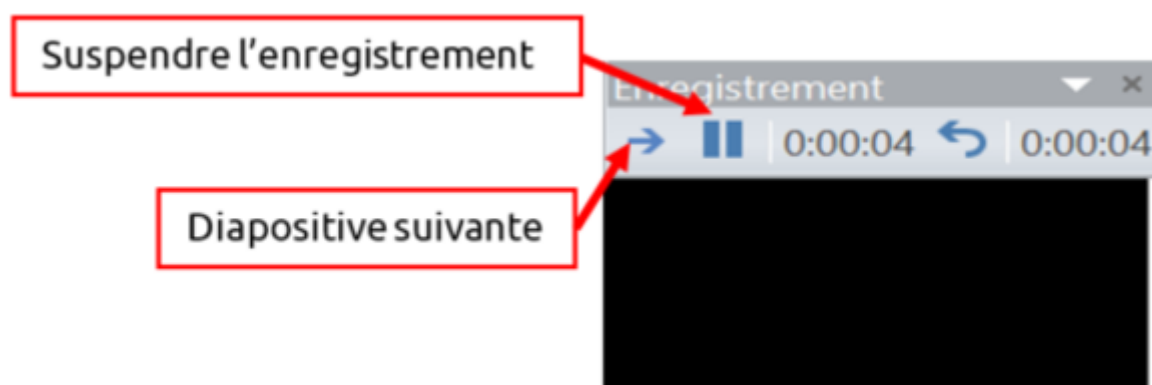 Suspendre l’enregistrement
Enregistrement
0:00:04 0:00:04
Diapositive suivante